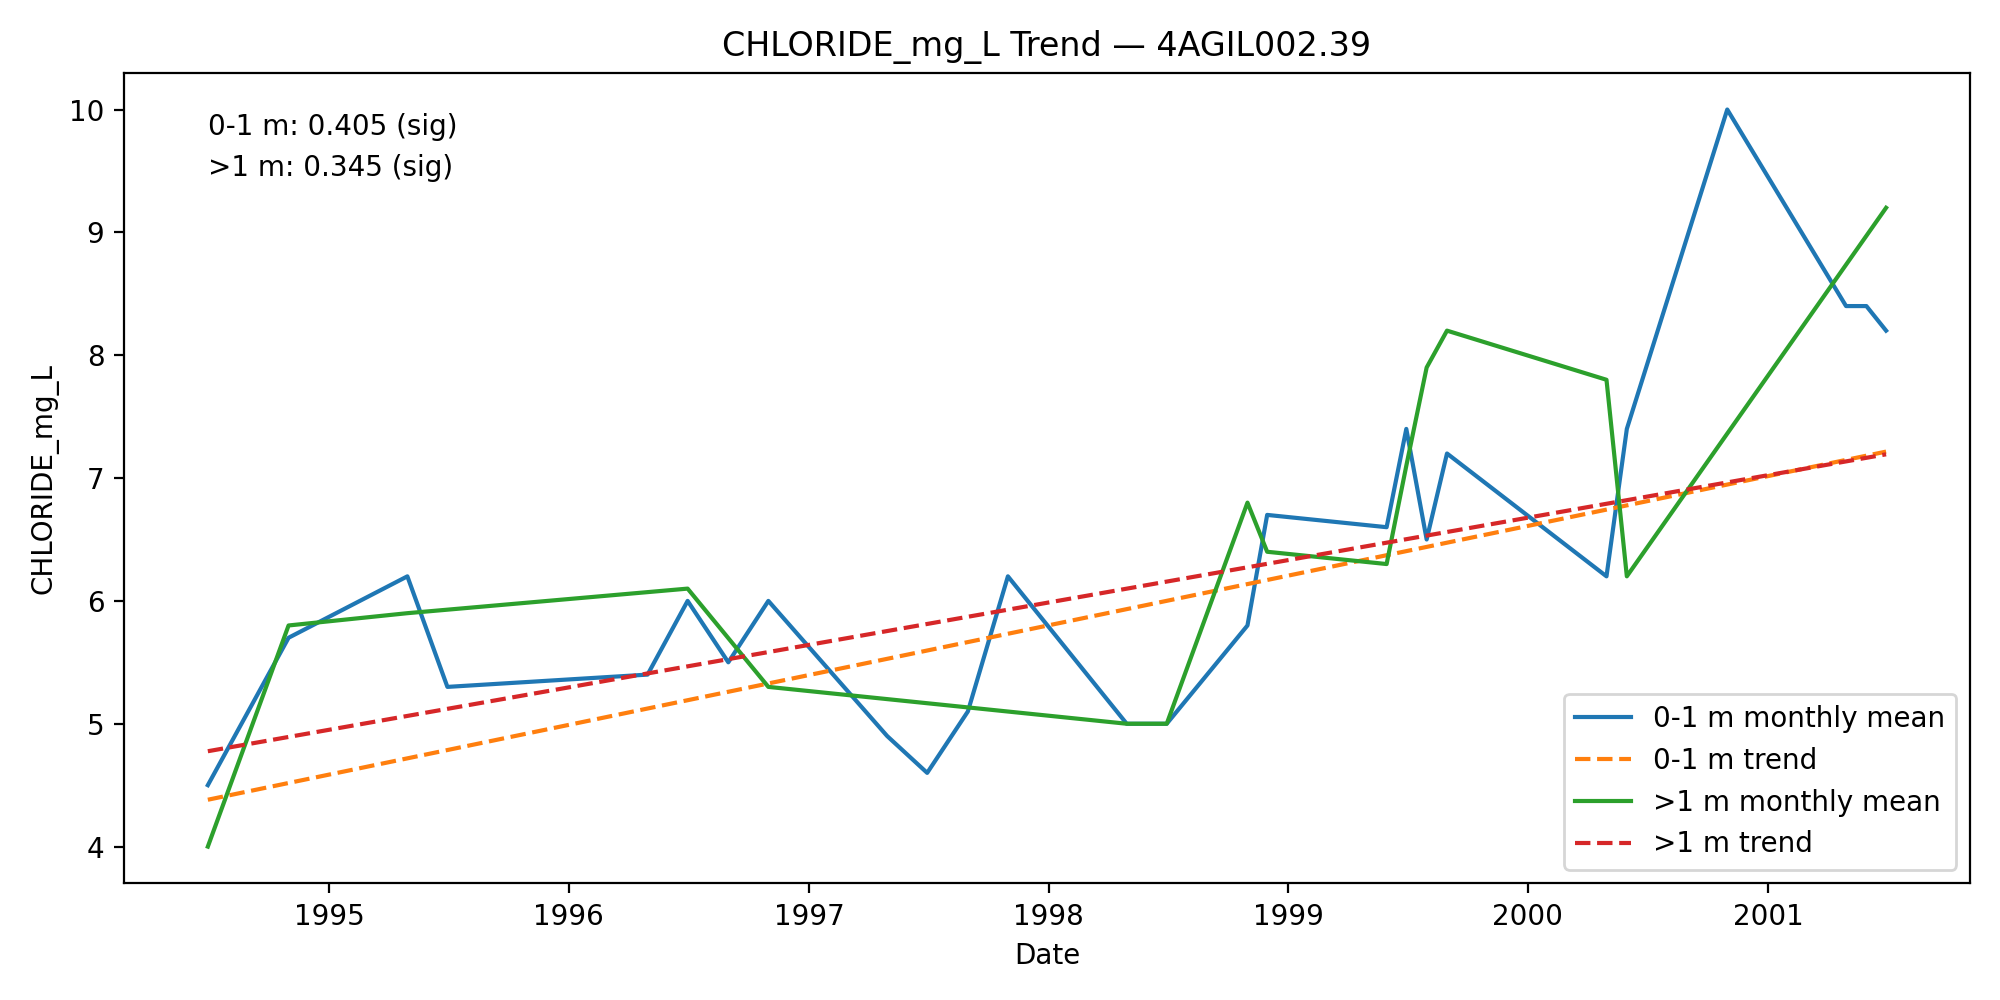 CHLORIDE_mg_L Trend — 4AGIL002.39
0-1 m: 0.405 (sig)
>1 m: 0.345 (sig)
CHLORIDE_mg_L
10
9
8
7
6
5
4
0-1 m monthly mean
0-1 m trend
>1 m monthly mean
>1 m trend
1995 1996 1997 1998 1999 2000 2001
Date